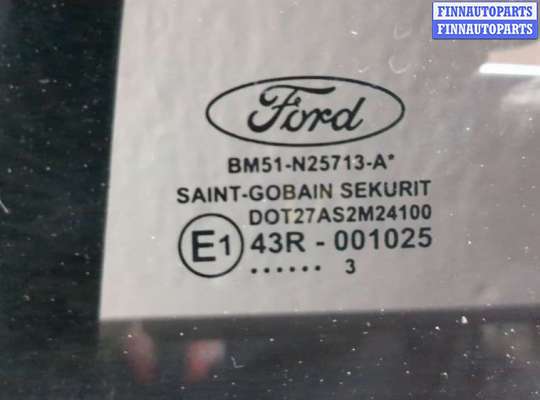 FINNAUTOPARTS
FINNAUTOPARTS
Ford
BM51-N25713-A*
SAINT-GOBAIN SEKURIT
DOT27AS2M24100
E1 43R - 001025
...... 3